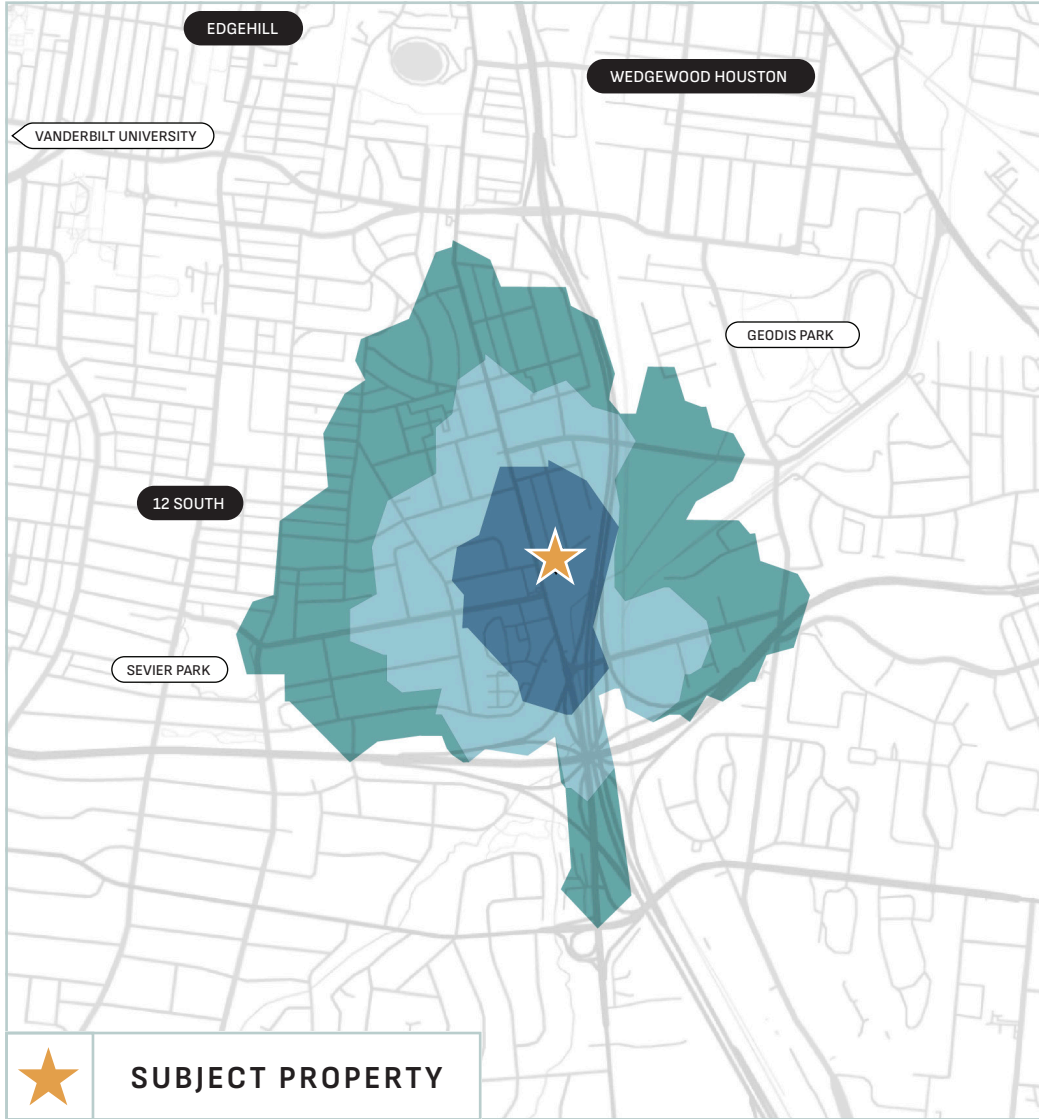 EDGEHILL
WEDGEWOOD HOUSTON
VANDERBILT UNIVERSITY
GEODIS PARK
12 SOUTH
SEVIER PARK
SUBJECT PROPERTY